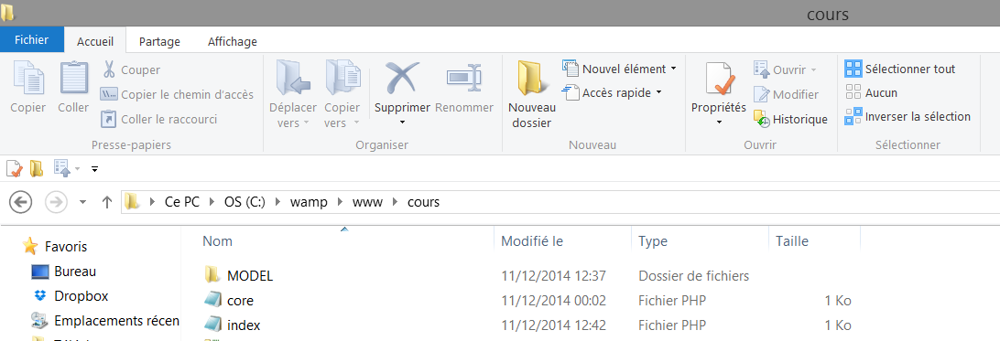 cours
Fichier Accueil Partage Affichage
Copier
Coller
Couper
Copier le chemin d'accès
Coller le raccourci
Presse-papiers
Déplacer vers
Copier vers
Supprimer
Renommer
Organiser
Nouveau dossier
Nouvel élément
Accès rapide
Nouveau
Propriétés
Ouvrir
Modifier
Historique
Ouvrir
Sélectionner tout
Aucun
Inverser la sélection
Sélectionner
Ce PC OS (C:) wamp www cours
Favoris
Bureau
Dropbox
Emplacements récen
Nom Modifié le Type Taille
MODEL 11/12/2014 12:37 Dossier de fichiers
core 11/12/2014 00:02 Fichier PHP 1 Ko
index 11/12/2014 12:42 Fichier PHP 1 Ko